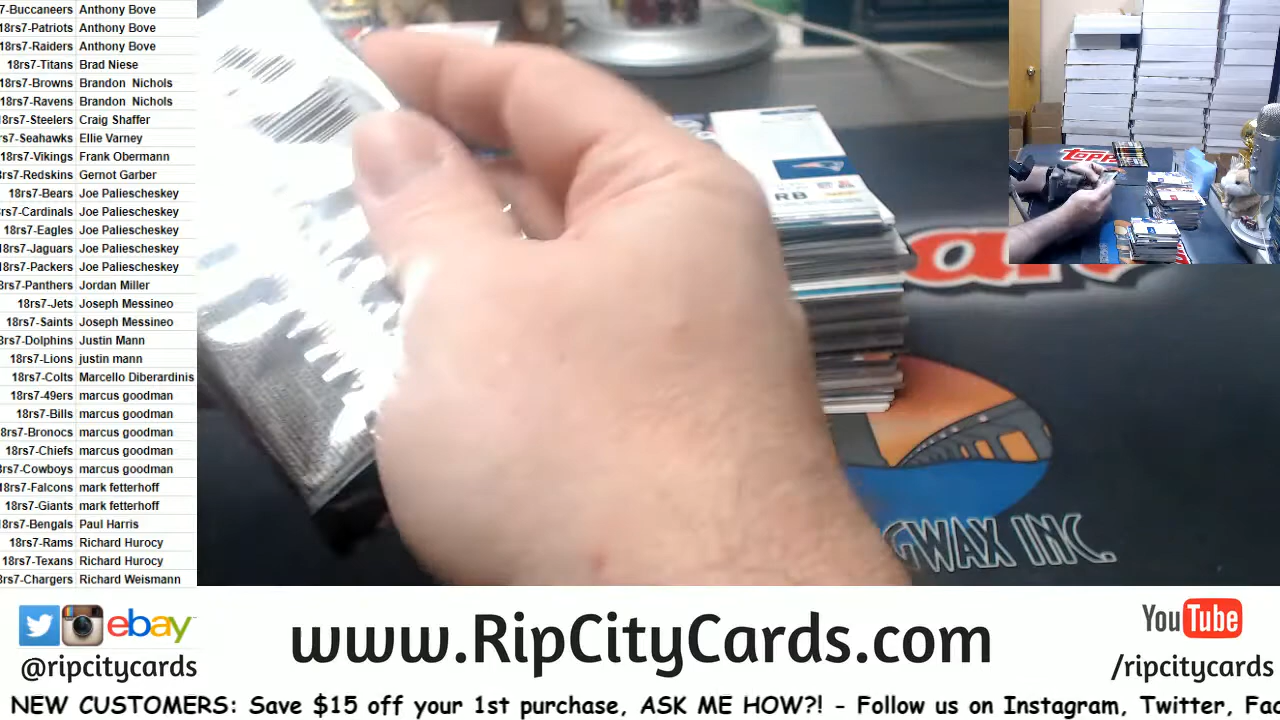 7-Buccaneers Anthony Bove
18rs7-Patriots Anthony Bove
18rs7-Raiders Anthony Bove
18rs7-Titans Brad Niese
18rs7-Browns Brandon Nichols
18rs7-Ravens Brandon Nichols
18rs7-Steelers Craig Shaffer
rs7-Seahawks Ellie Varney
18rs7-Vikings Frank Obermann
8rs7-Redskins Gernot Garber
18rs7-Bears Joe Paliescheskey
8rs7-Cardinals Joe Paliescheskey
18rs7-Eagles Joe Paliescheskey
18rs7-Jaguars Joe Paliescheskey
18rs7-Packers Joe Paliescheskey
8rs7-Panthers Jordan Miller
18rs7-Jets Joseph Messineo
18rs7-Saints Joseph Messineo
8rs7-Dolphins Justin Mann
18rs7-Lions justin mann
18rs7-Colts Marcello Diberardinis
18rs7-49ers marcus goodman
18rs7-Bills marcus goodman
8rs7-Bronocs marcus goodman
18rs7-Chiefs marcus goodman
8rs7-Cowboys marcus goodman
18rs7-Falcons mark fetterhoff
18rs7-Giants mark fetterhoff
8rs7-Bengals Paul Harris
18rs7-Rams Richard Hurocy
18rs7-Texans Richard Hurocy
8rs7-Chargers Richard Weismann
RB
GWAX INC.
Topps
ebay
@ripcitycards
www.RipCityCards.com
YouTube
/ripcitycards
NEW CUSTOMERS: Save $15 off your 1st purchase, ASK ME HOW?! - Follow us on Instagram, Twitter, Fac